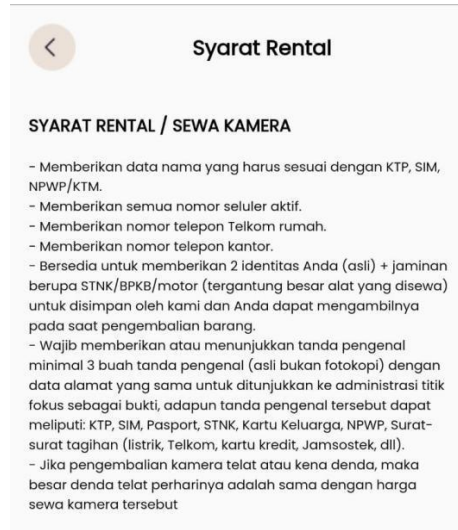 Syarat Rental
SYARAT RENTAL / SEWA KAMERA
- Memberikan data nama yang harus sesuai dengan KTP, SIM,
NPWP/KTM.
- Memberikan semua nomor seluler aktif.
- Memberikan nomor telepon Telkom rumah.
- Memberikan nomor telepon kantor.
- Bersedia untuk memberikan 2 identitas Anda (asli) + jaminan
berupa STNK/BPKB/motor (tergantung besar alat yang disewa)
untuk disimpan oleh kami dan Anda dapat mengambilnya
pada saat pengembalian barang.
- Wajib memberikan atau menunjukkan tanda pengenal
minimal 3 buah tanda pengenal (asli bukan fotokopi) dengan
data alamat yang sama untuk ditunjukkan ke administrasi titik
fokus sebagai bukti, adapun tanda pengenal tersebut dapat
meliputi: KTP, SIM, Pasport, STNK, Kartu Keluarga, NPWP, Surat-
surat tagihan (listrik, Telkom, kartu kredit, Jamsostek, dll).
- Jika pengembalian kamera telat atau kena denda, maka
besar denda telat perharinya adalah sama dengan harga
sewa kamera tersebut